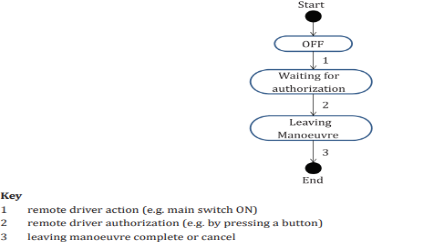 Start
OFF
1
Waiting for
authorization
2
Leaving
Manoeuvre
3
End
Key
1 remote driver action (e.g. main switch ON)
2 remote driver authorization (e.g. by pressing a button)
3 leaving manoeuvre complete or cancel